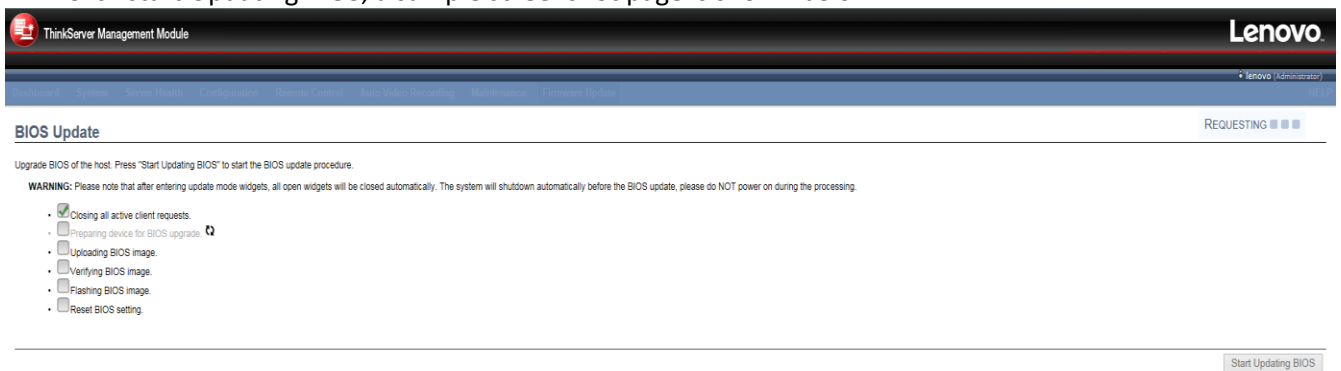 ThinkServer Management Module
Lenovo.
lenovo (Administrator)
Dashboard System Server Health Configuration Remote Control Auto Video Recording Maintenance Firmware Update HELP
BIOS Update
REQUESTING
Upgrade BIOS of the host. Press "Start Updating BIOS" to start the BIOS update procedure.
WARNING: Please note that after entering update mode widgets, all open widgets will be closed automatically. The system will shutdown automatically before the BIOS update, please do NOT power on during the processing.
• Closing all active client requests.
• Preparing device for BIOS upgrade.
• Uploading BIOS image.
• Verifying BIOS image.
• Flashing BIOS image.
• Reset BIOS setting.
Start Updating BIOS